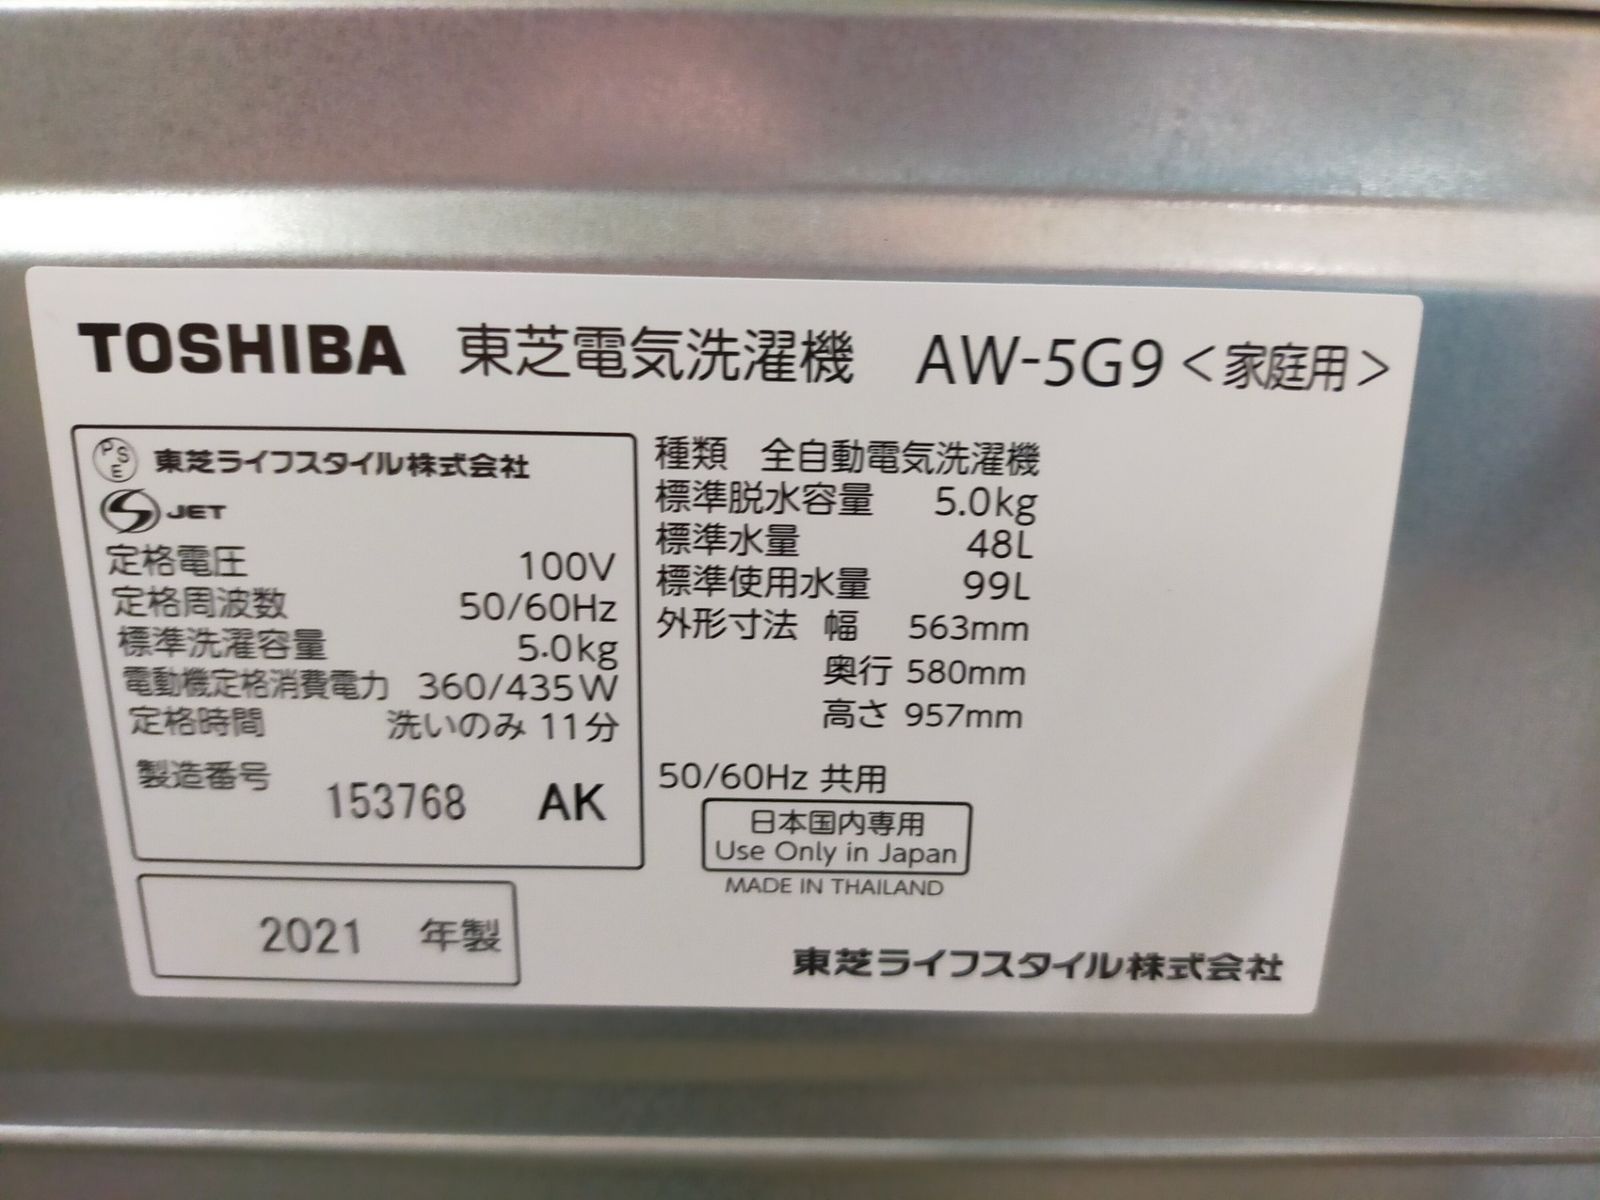 TOSHIBA 東芝電気洗濯機 AW-5G9 <家庭用>
PSE 東芝ライフスタイル株式会社
S JET
定格電圧 100V
定格周波数 50/60Hz
標準洗濯容量 5.0kg
電動機定格消費電力 360/435W
定格時間 洗いのみ 11分
製造番号 153768 AK
2021 年製
種類 全自動電気洗濯機
標準脱水容量 5.0kg
標準水量 48L
標準使用水量 99L
外形寸法 幅 563mm
奥行 580mm
高さ 957mm
50/60Hz 共用
日本国内専用
Use Only in Japan
MADE IN THAILAND
東芝ライフスタイル株式会社